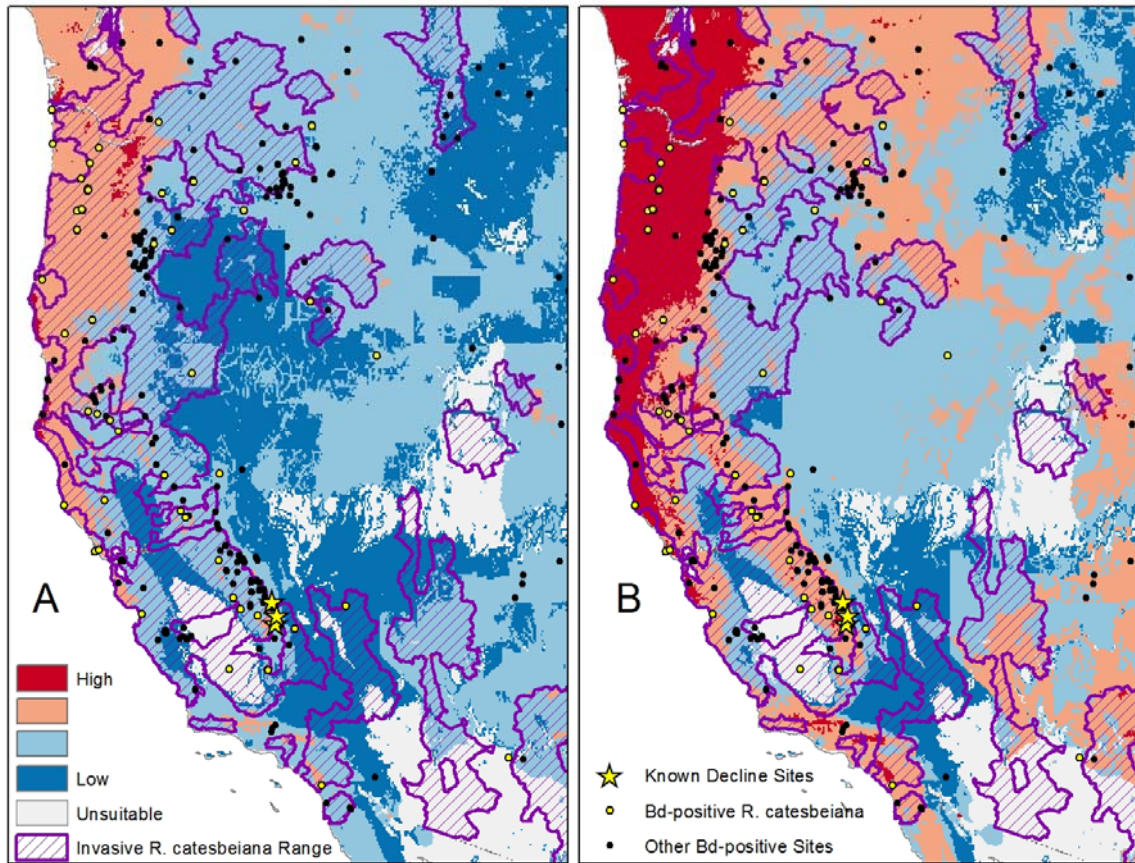 A
High
Low
Unsuitable
Invasive R. catesbeiana Range
B
Known Decline Sites
Bd-positive R. catesbeiana
Other Bd-positive Sites